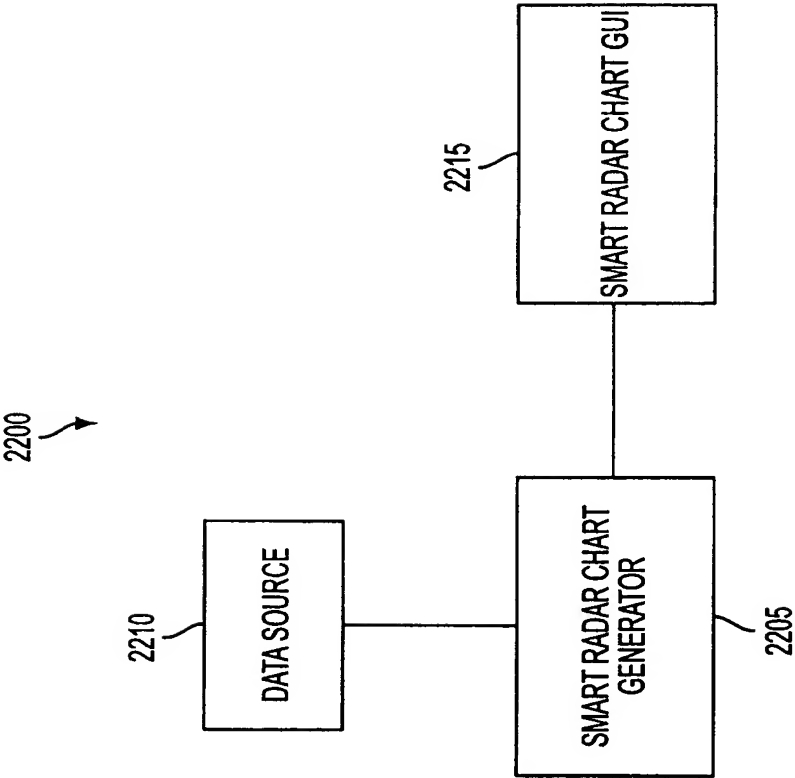 2200
2210
DATA SOURCE
SMART RADAR CHART
GENERATOR
2205
2215
SMART RADAR CHART GUI